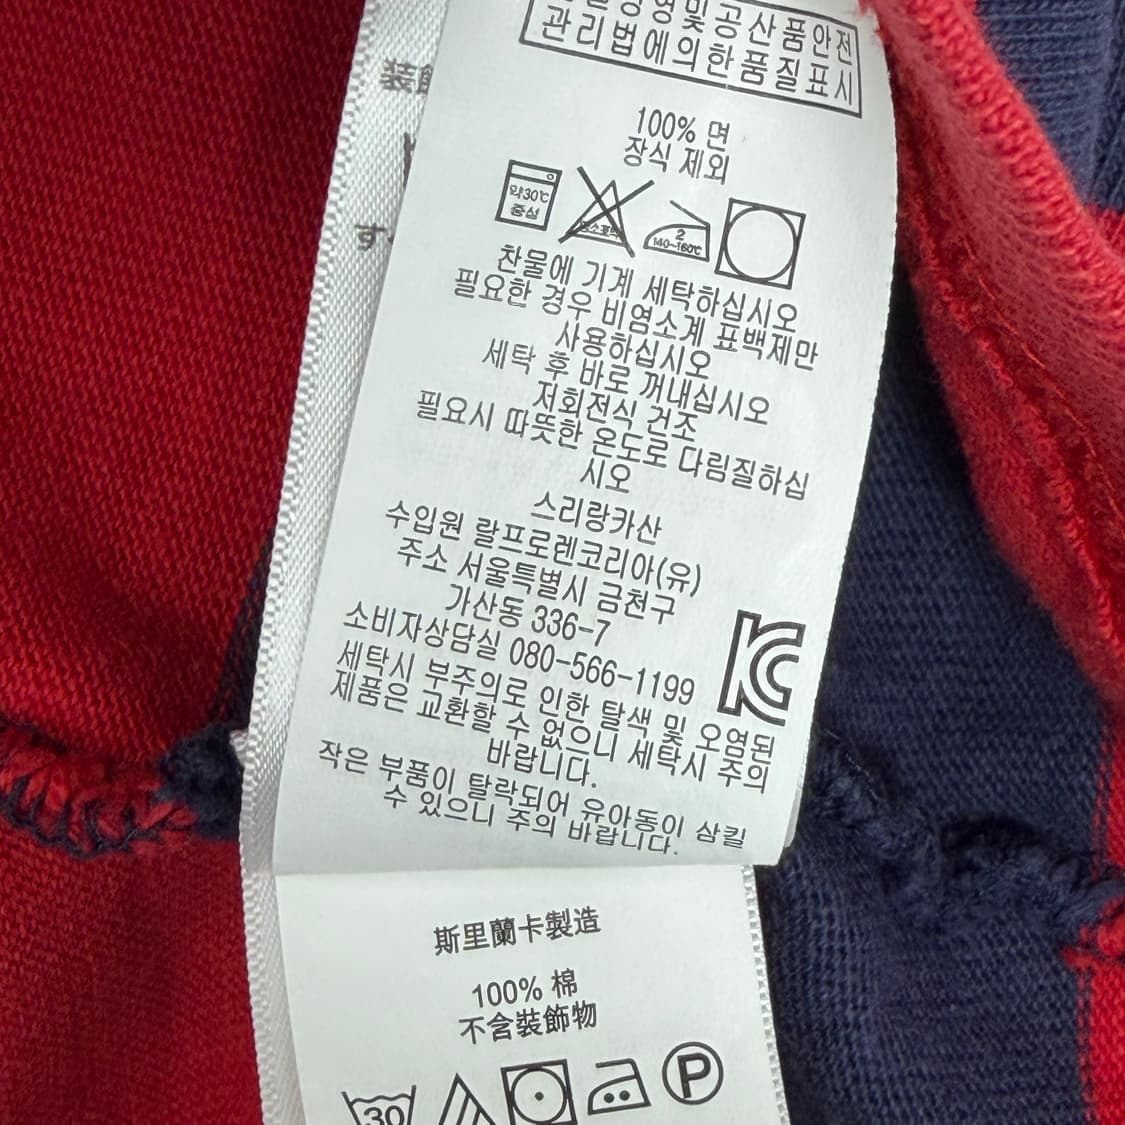 영및공산품안전
관리법에의한품질표시
100% 면
장식 제외
약30℃
중성
2
140~160℃
찬물에 기계 세탁하십시오
필요한 경우 비염소계 표백제만
사용하십시오
세탁 후 바로 꺼내십시오
저회전식 건조
필요시 따뜻한 온도로 다림질하십
시오
스리랑카산
수입원 랄프로렌코리아(유)
주소 서울특별시 금천구
가산동 336-7
소비자상담실 080-566-1199
세탁시 부주의로 인한 탈색 및 오염된
제품은 교환할 수 없으니 세탁시 주의
바랍니다.
작은 부품이 탈락되어 유아동이 삼킬
수 있으니 주의 바랍니다.
斯里蘭卡製造
100% 棉
不含裝飾物
30
P
装
す